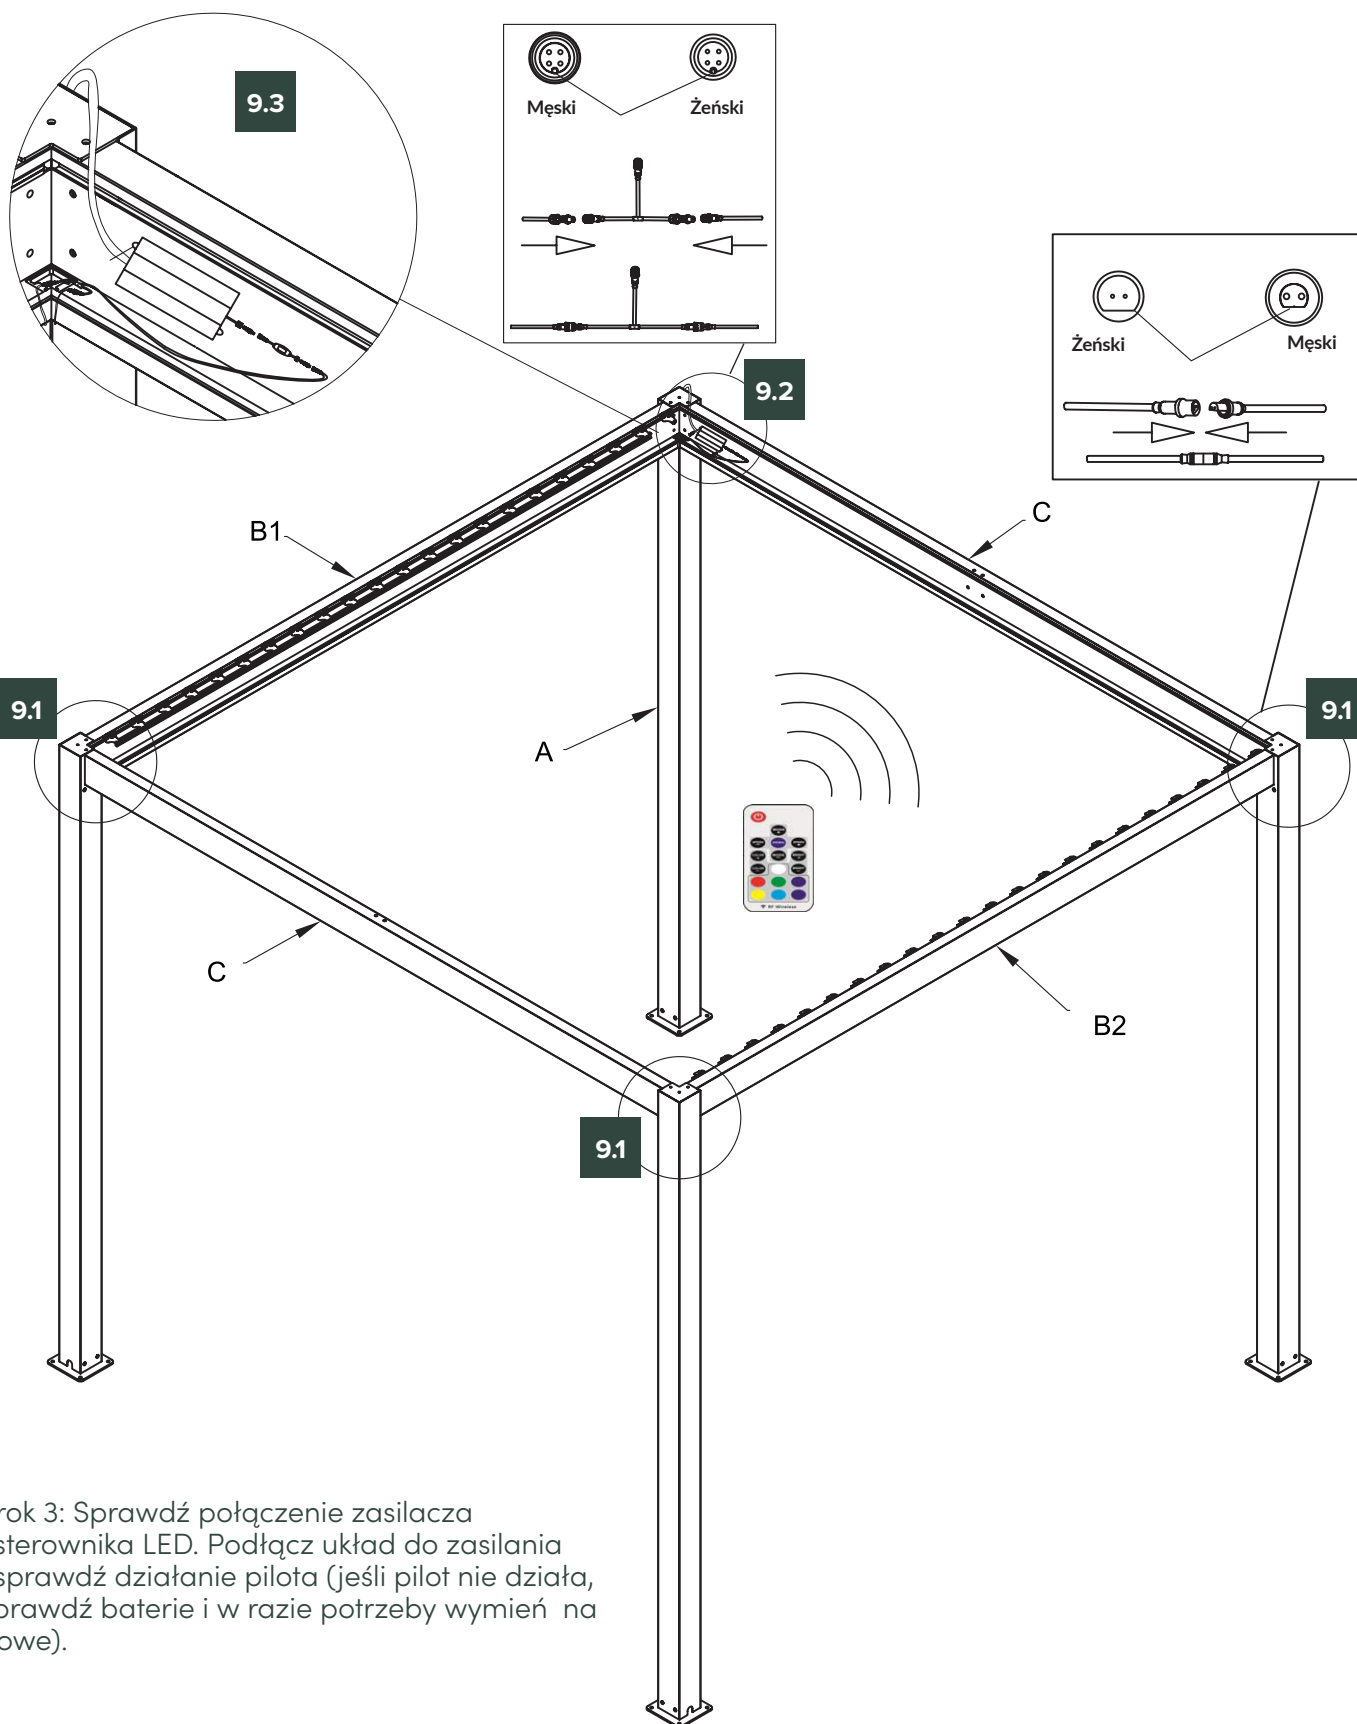 9.3
Męski
Żeński
Żeński
Męski
9.2
B1
C
9.1
9.1
A
RF Wireless
C
B2
9.1
rok 3: Sprawdź połączenie zasilacza
sterownika LED. Podłącz układ do zasilania
sprawdź działanie pilota (jeśli pilot nie działa,
prawdź baterie i w razie potrzeby wymień na
owe).